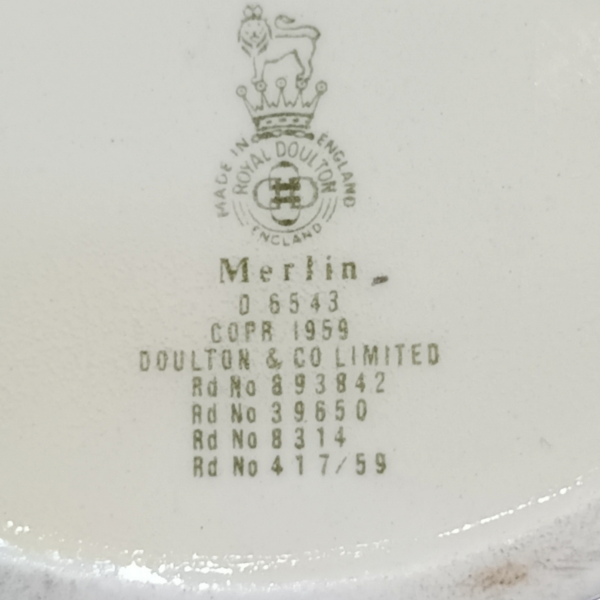 MADE IN ENGLAND
ROYAL DOULTON
ENGLAND
Merlin
D 6543
COPR 1959
DOULTON & CO LIMITED
Rd No 893842
Rd No 39650
Rd No 8314
Rd No 417/59